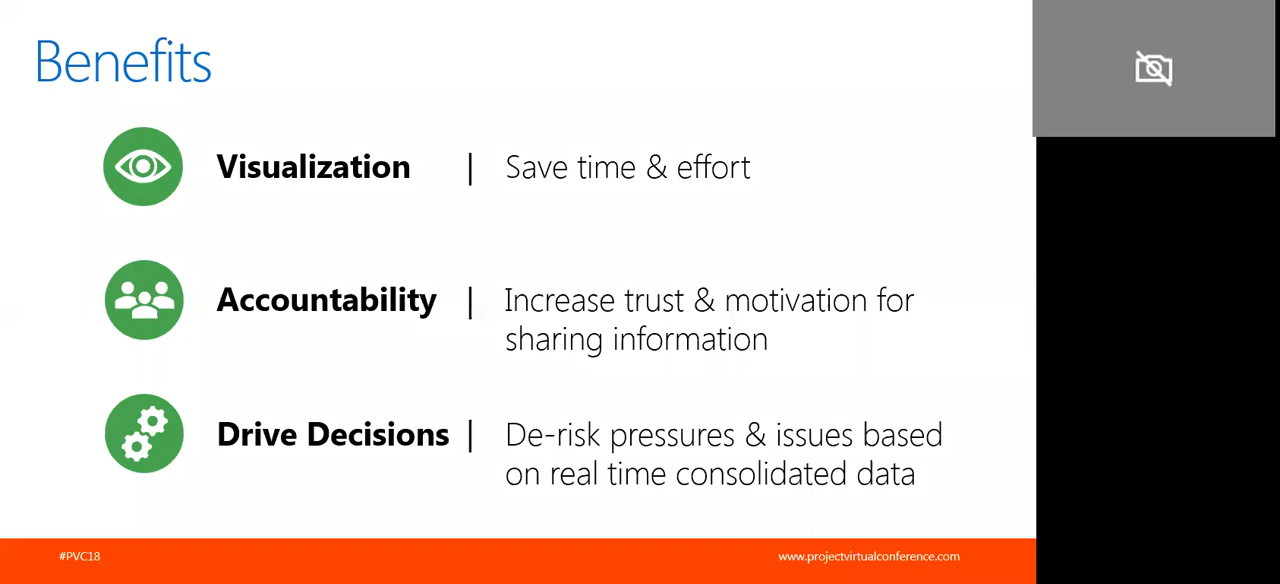 Benefits
Visualization | Save time & effort
Accountability | Increase trust & motivation for
sharing information
Drive Decisions | De-risk pressures & issues based
on real time consolidated data
#PVC18 www.projectvirtualconference.com